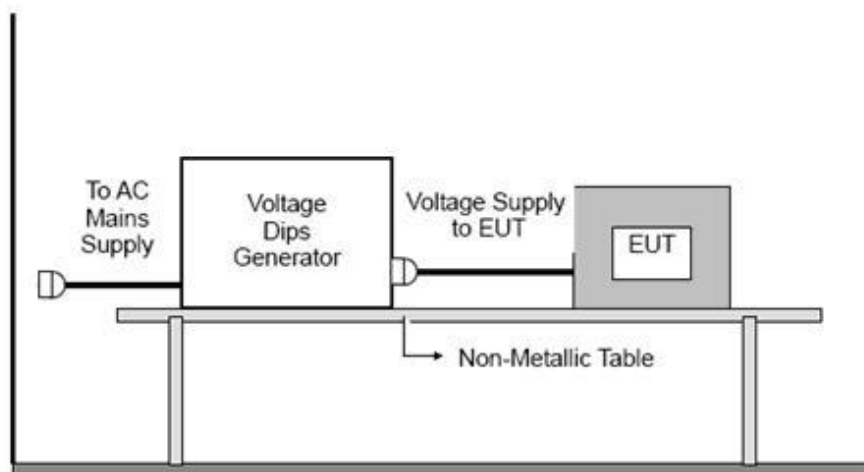 To AC
Mains
Supply
Voltage
Dips
Generator
Voltage Supply
to EUT
EUT
Non-Metallic Table